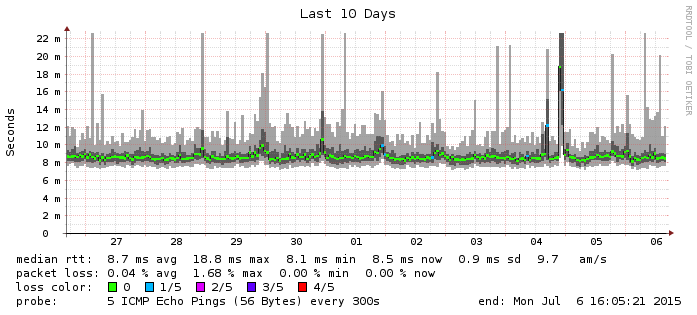 Last 10 Days
RRDTOOL / TOBI OETIKER
Seconds
22 m
20 m
18 m
16 m
14 m
12 m
10 m
8 m
6 m
4 m
2 m
0
27 28 29 30 01 02 03 04 05 06
median rtt: 8.7 ms avg 18.8 ms max 8.1 ms min 8.5 ms now 0.9 ms sd 9.7 am/s
packet loss: 0.04 % avg 1.68 % max 0.00 % min 0.00 % now
loss color: 0 1/5 2/5 3/5 4/5
probe: 5 ICMP Echo Pings (56 Bytes) every 300s end: Mon Jul 6 16:05:21 2015